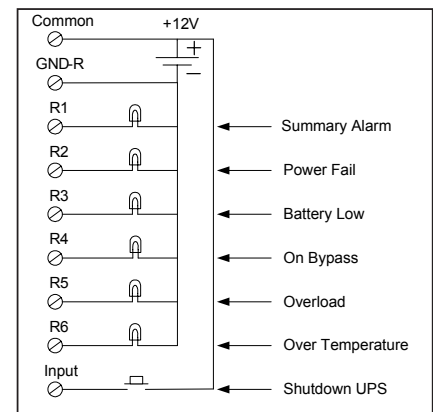 Common
+12V
+
GND-R
–
R1
Summary Alarm
R2
Power Fail
R3
Battery Low
R4
On Bypass
R5
Overload
R6
Over Temperature
Input
Shutdown UPS